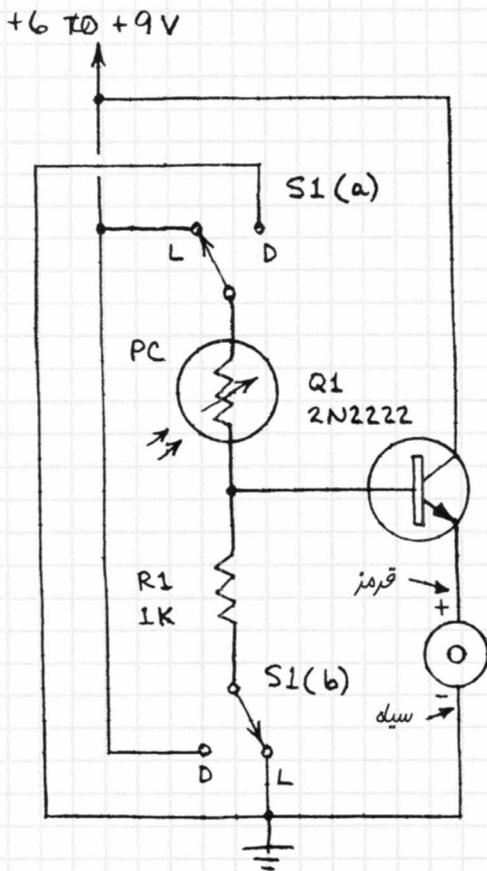 +6 TO +9V
S1(a)
L
D
PC
Q1
2N2222
قرمز
+
R1
1K
S1(b)
-
سیاه
D
L